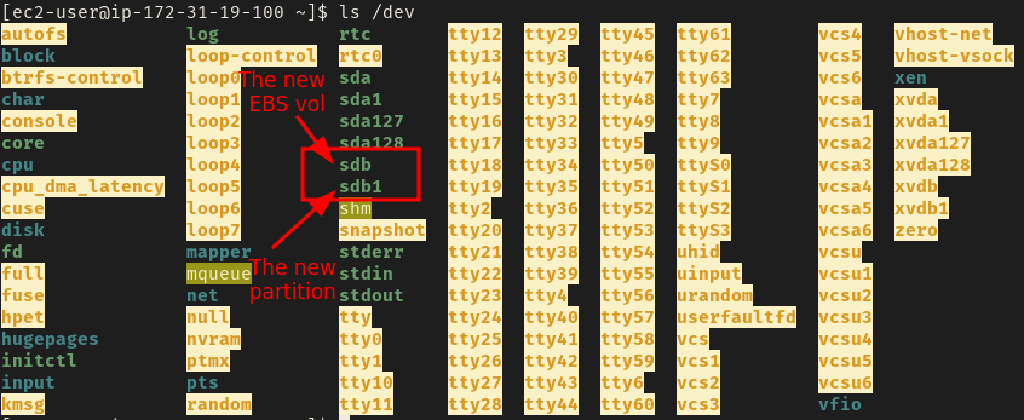 [ec2-user@ip-172-31-19-100 ~]$ ls /dev
autofs log rtc tty12 tty29 tty45 tty61 vcs4 vhost-net
block loop-control rtc0 tty13 tty3 tty46 tty62 vcs5 vhost-vsock
btrfs-control loop0 The new sda tty14 tty30 tty47 tty63 vcs6 xen
char loop1 EBS vol sda1 tty15 tty31 tty48 tty7 vcsa xvda
console loop2 sda127 tty16 tty32 tty49 tty8 vcsa1 xvda1
core loop3 sda128 tty17 tty33 tty5 tty9 vcsa2 xvda127
cpu loop4 sdb tty18 tty34 tty50 ttyS0 vcsa3 xvda128
cpu_dma_latency loop5 sdb1 tty19 tty35 tty51 ttyS1 vcsa4 xvdb
cuse loop6 shm tty2 tty36 tty52 ttyS2 vcsa5 xvdb1
disk loop7 snapshot tty20 tty37 tty53 ttyS3 vcsa6 zero
fd mapper stderr tty21 tty38 tty54 uhid vcsu
full mqueue The new stdin tty22 tty39 tty55 uinput vcsu1
fuse net partition stdout tty23 tty4 tty56 urandom vcsu2
hpet null tty tty24 tty40 tty57 userfaultfd vcsu3
hugepages nvram tty0 tty25 tty41 tty58 vcs vcsu4
initctl ptmx tty1 tty26 tty42 tty59 vcs1 vcsu5
input pts tty10 tty27 tty43 tty6 vcs2 vcsu6
kmsg random tty11 tty28 tty44 tty60 vcs3 vfio